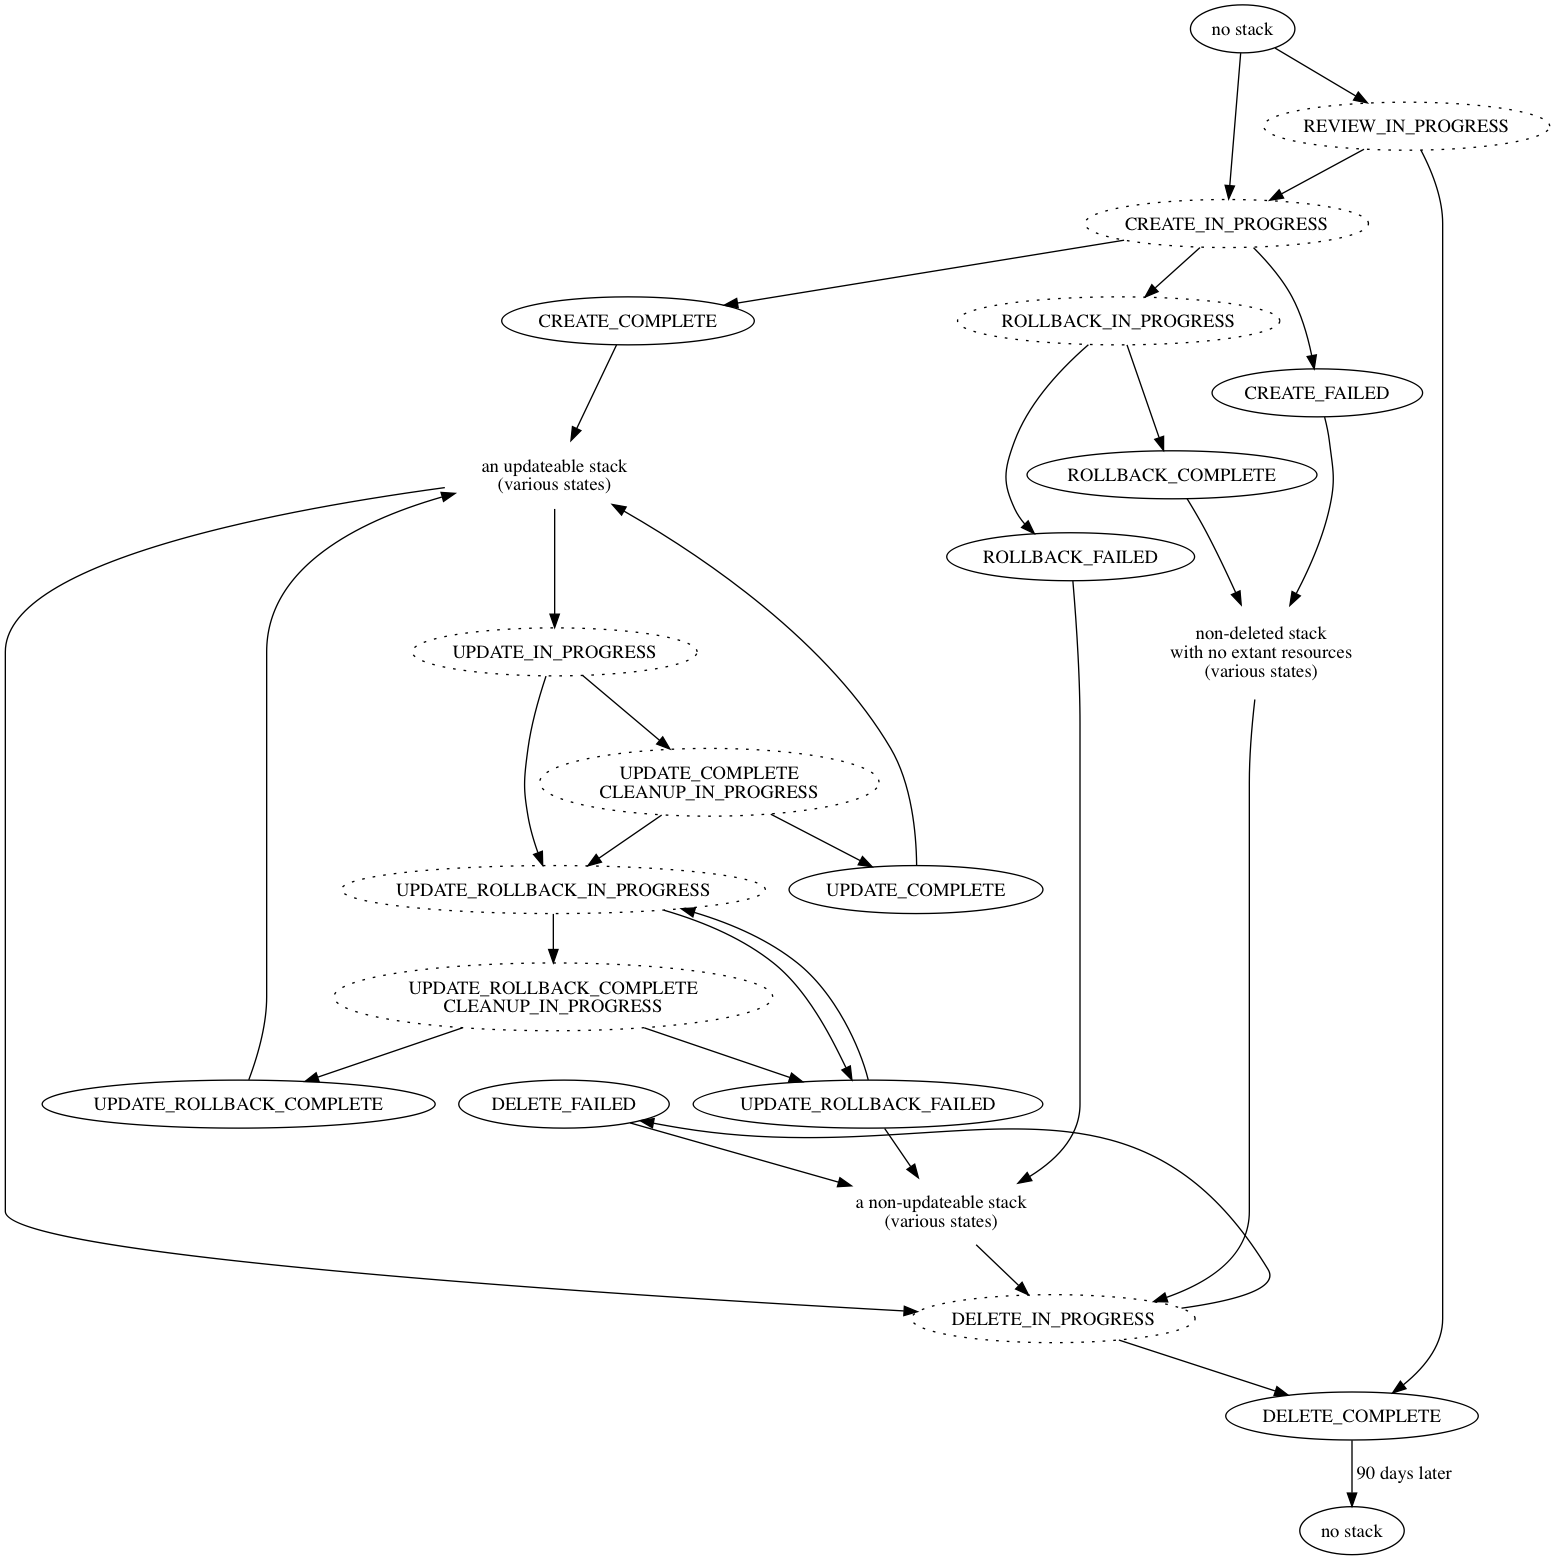 no stack
REVIEW_IN_PROGRESS
CREATE_IN_PROGRESS
CREATE_COMPLETE
ROLLBACK_IN_PROGRESS
CREATE_FAILED
an updateable stack
(various states)
ROLLBACK_COMPLETE
ROLLBACK_FAILED
non-deleted stack
with no extant resources
(various states)
UPDATE_IN_PROGRESS
UPDATE_COMPLETE
CLEANUP_IN_PROGRESS
UPDATE_ROLLBACK_IN_PROGRESS
UPDATE_COMPLETE
UPDATE_ROLLBACK_COMPLETE
CLEANUP_IN_PROGRESS
UPDATE_ROLLBACK_COMPLETE
DELETE_FAILED
UPDATE_ROLLBACK_FAILED
a non-updateable stack
(various states)
DELETE_IN_PROGRESS
DELETE_COMPLETE
90 days later
no stack